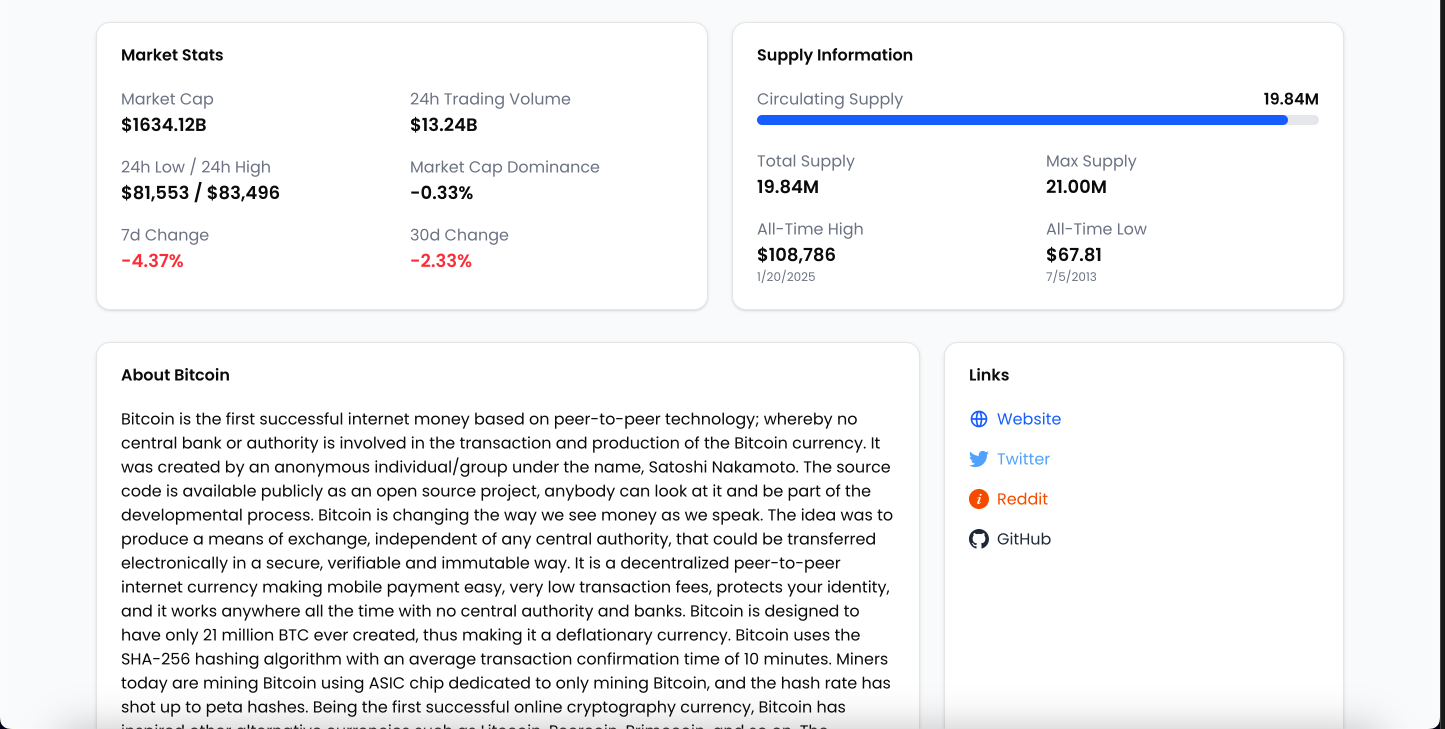 Market Stats
Market Cap
$1634.12B
24h Trading Volume
$13.24B
24h Low / 24h High
$81,553 / $83,496
Market Cap Dominance
-0.33%
7d Change
-4.37%
30d Change
-2.33%
Supply Information
Circulating Supply
19.84M
Total Supply
19.84M
Max Supply
21.00M
All-Time High
$108,786
1/20/2025
All-Time Low
$67.81
7/5/2013
About Bitcoin
Bitcoin is the first successful internet money based on peer-to-peer technology; whereby no
central bank or authority is involved in the transaction and production of the Bitcoin currency. It
was created by an anonymous individual/group under the name, Satoshi Nakamoto. The source
code is available publicly as an open source project, anybody can look at it and be part of the
developmental process. Bitcoin is changing the way we see money as we speak. The idea was to
produce a means of exchange, independent of any central authority, that could be transferred
electronically in a secure, verifiable and immutable way. It is a decentralized peer-to-peer
internet currency making mobile payment easy, very low transaction fees, protects your identity,
and it works anywhere all the time with no central authority and banks. Bitcoin is designed to
have only 21 million BTC ever created, thus making it a deflationary currency. Bitcoin uses the
SHA-256 hashing algorithm with an average transaction confirmation time of 10 minutes. Miners
today are mining Bitcoin using ASIC chip dedicated to only mining Bitcoin, and the hash rate has
shot up to peta hashes. Being the first successful online cryptography currency, Bitcoin has
inspired other alternative currencies such as Litecoin, Peercoin, Primecoin, and so on. The
Links
Website
Twitter
Reddit
GitHub